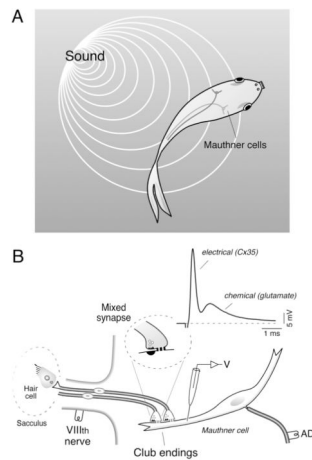 A
Sound
Mauthner cells
B
electrical (Cx35)
chemical (glutamate)
5 mV
1 ms
Mixed
synapse
V
Hair
cell
Sacculus
VIIIth
nerve
Club endings
Mauthner cell
AD